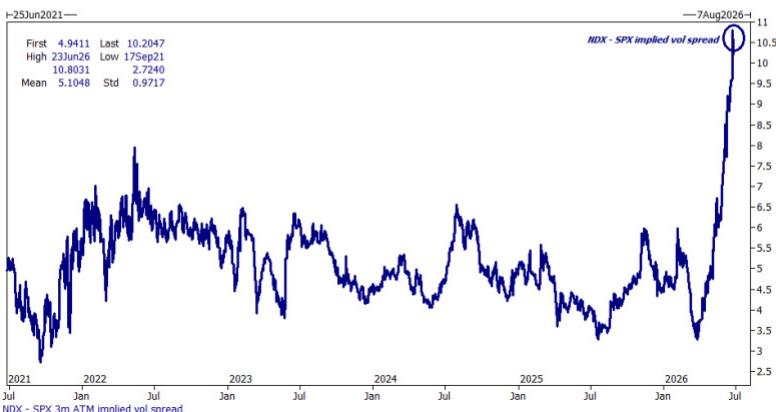 25Jun2021
7Aug2026
First 4.9411 Last 10.2047
High 23Jun26 Low 17Sep21
10.8031 2.7240
Mean 5.1048 Std 0.9717
NDX - SPX implied vol spread
11
10.5
10
9.5
9
8.5
8
7.5
7
6.5
6
5.5
5
4.5
4
3.5
3
2.5
2021 2022 2023 2024 2025 2026
Jul Jan Jul Jan Jul Jan Jul Jan Jul Jan Jul
NDX - SPX 3m ATM implied vol spread